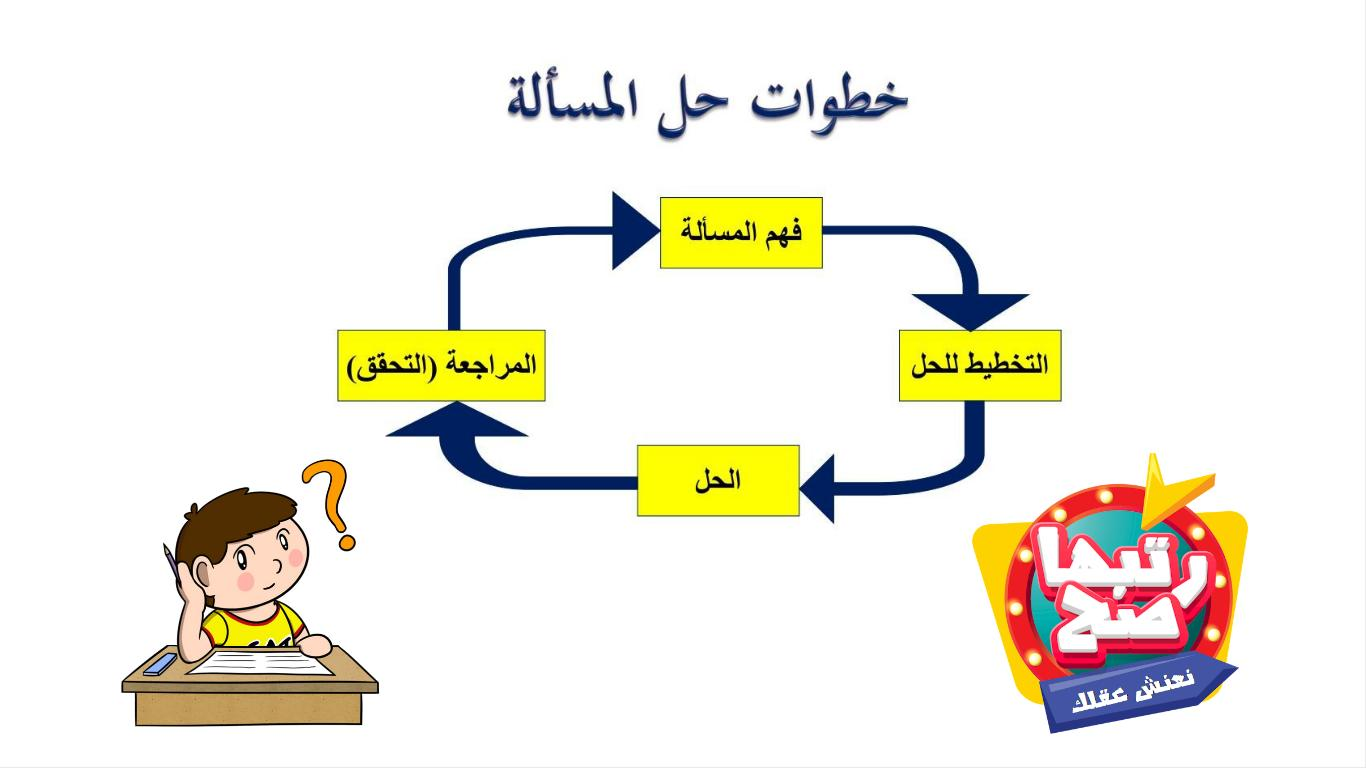 خطوات حل المسألة
فهم المسألة
التخطيط للحل
الحل
المراجعة (التحقق)
رتبها
صح
نعنش عقلك